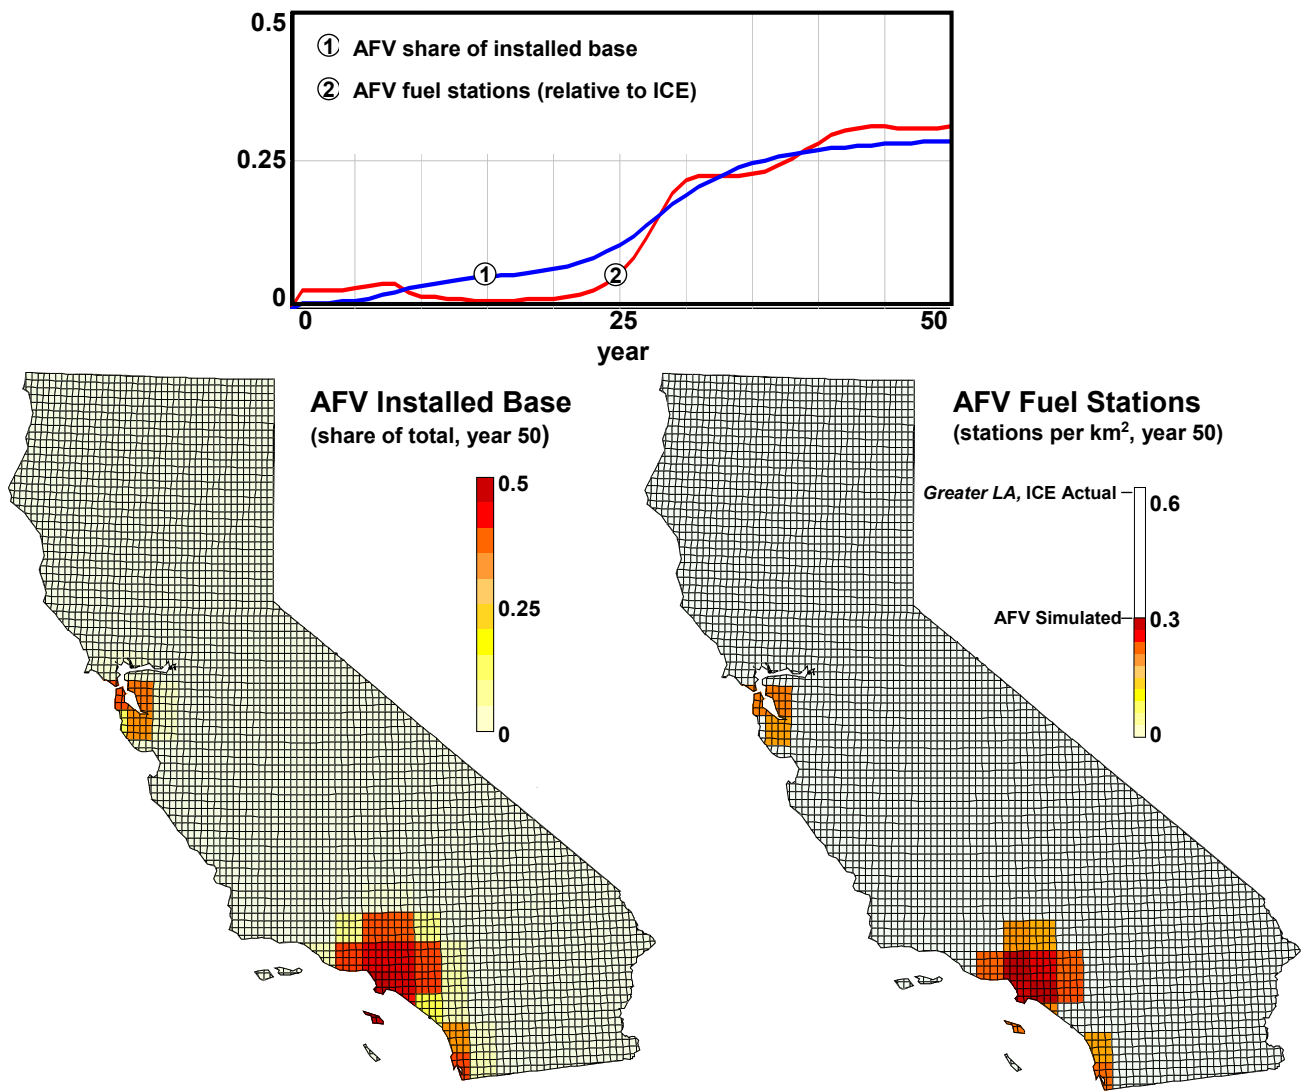 0.5
① AFV share of installed base
② AFV fuel stations (relative to ICE)
0.25
①
②
0
0 25 50
year
AFV Installed Base
(share of total, year 50)
0.5
0.25
0
AFV Fuel Stations
(stations per km², year 50)
Greater LA, ICE Actual
0.6
AFV Simulated
0.3
0